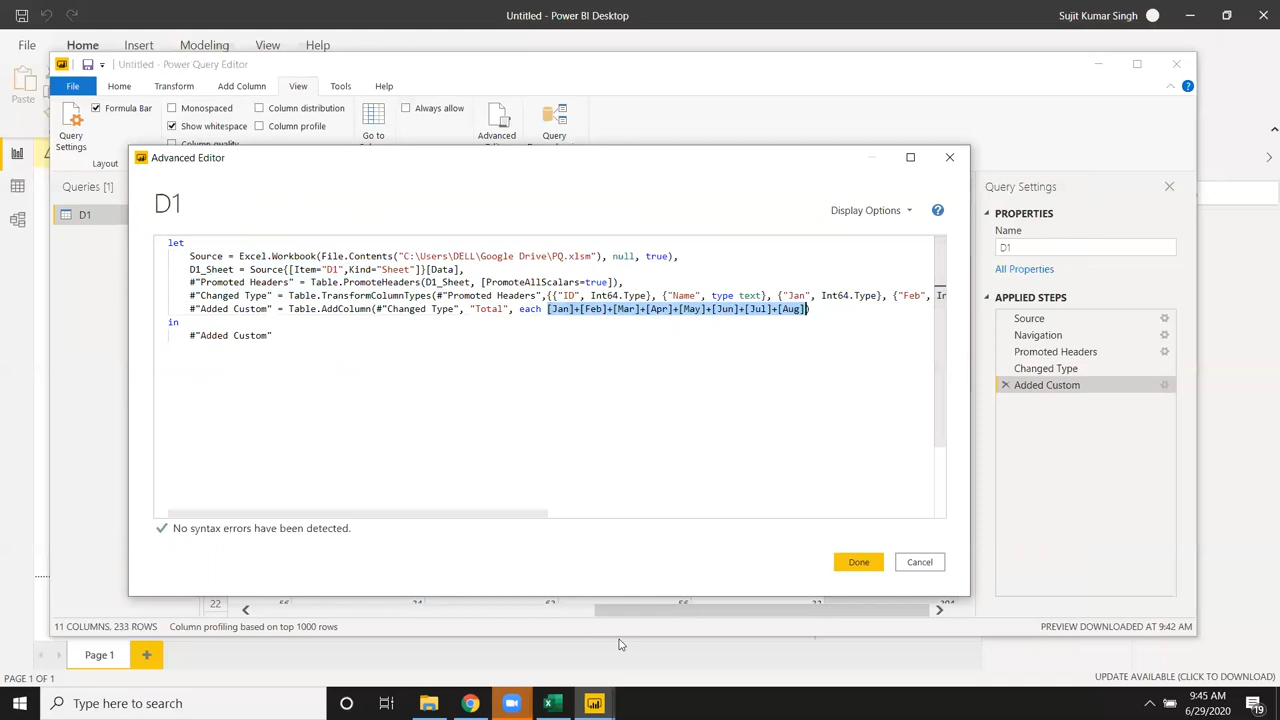 Untitled - Power BI Desktop
Sujit Kumar Singh
File Home Insert Modeling View Help
Untitled - Power Query Editor
File Home Transform Add Column View Tools Help
Paste
Query Settings
Formula Bar
Monospaced
Show whitespace
Column distribution
Column profile
Go to
Always allow
Advanced
Query
Layout
Queries [1]
D1
Advanced Editor
D1
Display Options
let
Source = Excel.Workbook(File.Contents("C:\Users\DELL\Google Drive\PQ.xlsm"), null, true),
D1_Sheet = Source{[Item="D1",Kind="Sheet"]}[Data],
#"Promoted Headers" = Table.PromoteHeaders(D1_Sheet, [PromoteAllScalars=true]),
#"Changed Type" = Table.TransformColumnTypes(#"Promoted Headers",{{"ID", Int64.Type}, {"Name", type text}, {"Jan", Int64.Type}, {"Feb", In
#"Added Custom" = Table.AddColumn(#"Changed Type", "Total", each [Jan]+[Feb]+[Mar]+[Apr]+[May]+[Jun]+[Jul]+[Aug])
in
#"Added Custom"
No syntax errors have been detected.
Done
Cancel
Query Settings
PROPERTIES
Name
D1
All Properties
APPLIED STEPS
Source
Navigation
Promoted Headers
Changed Type
Added Custom
22
11 COLUMNS, 233 ROWS
Column profiling based on top 1000 rows
PREVIEW DOWNLOADED AT 9:42 AM
Page 1
PAGE 1 OF 1
UPDATE AVAILABLE (CLICK TO DOWNLOAD)
Type here to search
9:45 AM
6/29/2020
19